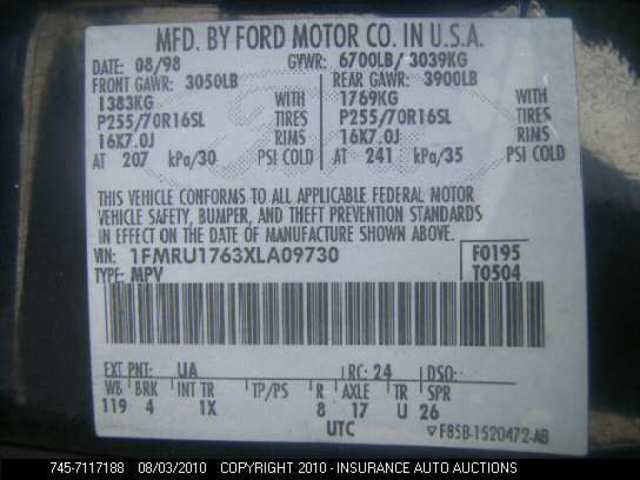 MFD. BY FORD MOTOR CO. IN U.S.A.
DATE: 08/98 GVWR: 6700LB/ 3039KG
FRONT GAWR: 3050LB REAR GAWR: 3900LB
1383KG WITH 1769KG WITH
P255/70R16SL TIRES P255/70R16SL TIRES
16X7.0J RIMS 16X7.0J RIMS
AT 207 kPa/30 PSI COLD AT 241 kPa/35 PSI COLD
THIS VEHICLE CONFORMS TO ALL APPLICABLE FEDERAL MOTOR
VEHICLE SAFETY, BUMPER, AND THEFT PREVENTION STANDARDS
IN EFFECT ON THE DATE OF MANUFACTURE SHOWN ABOVE.
VIN: 1FMRU1763XLA09730 F0195
TYPE: MPV T0504
EXT PNT: UA RC: 24 DSO:
WB BRK INT TR TP/PS R AXLE TR SPR
119 4 1X 8 17 U 26
UTC ▽F85B-1520472-AB
745-7117188 08/03/2010 COPYRIGHT 2010 - INSURANCE AUTO AUCTIONS